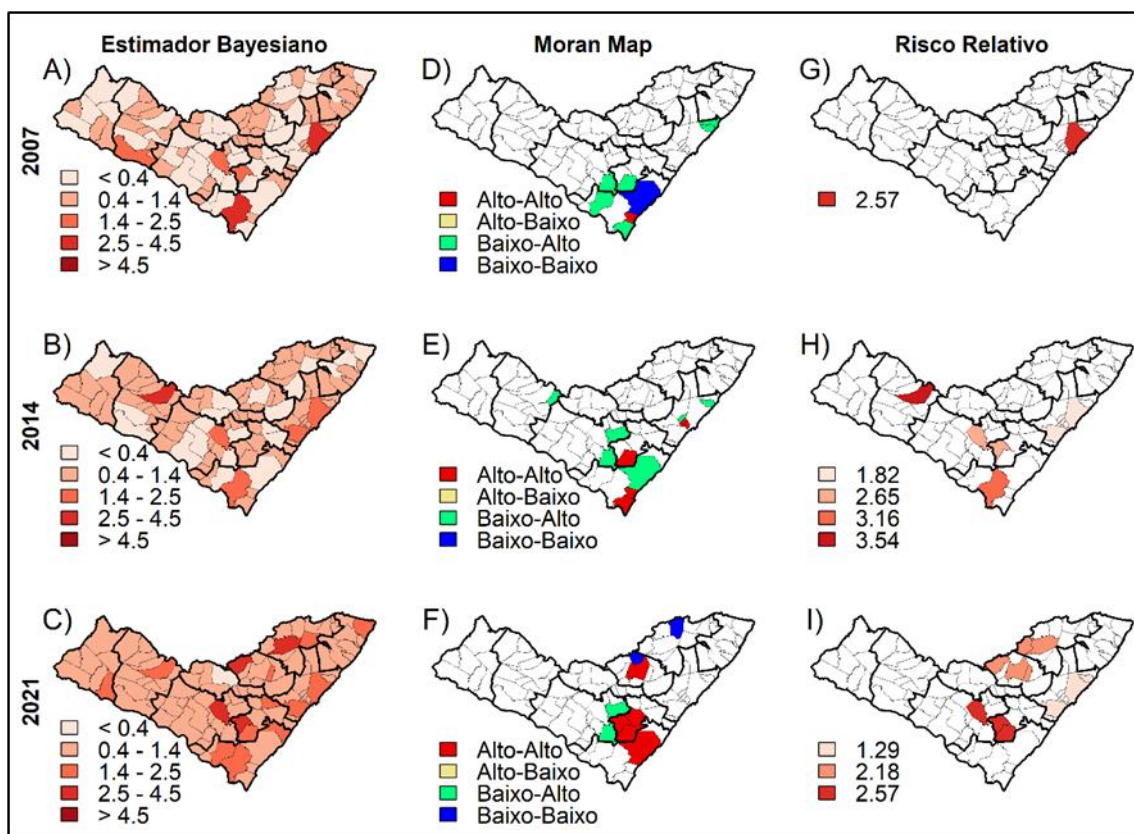 Estimador Bayesiano
Moran Map
Risco Relativo
2007
A)
< 0.4
0.4 - 1.4
1.4 - 2.5
2.5 - 4.5
> 4.5
D)
Alto-Alto
Alto-Baixo
Baixo-Alto
Baixo-Baixo
G)
2.57
2014
B)
< 0.4
0.4 - 1.4
1.4 - 2.5
2.5 - 4.5
> 4.5
E)
Alto-Alto
Alto-Baixo
Baixo-Alto
Baixo-Baixo
H)
1.82
2.65
3.16
3.54
2021
C)
< 0.4
0.4 - 1.4
1.4 - 2.5
2.5 - 4.5
> 4.5
F)
Alto-Alto
Alto-Baixo
Baixo-Alto
Baixo-Baixo
I)
1.29
2.18
2.57